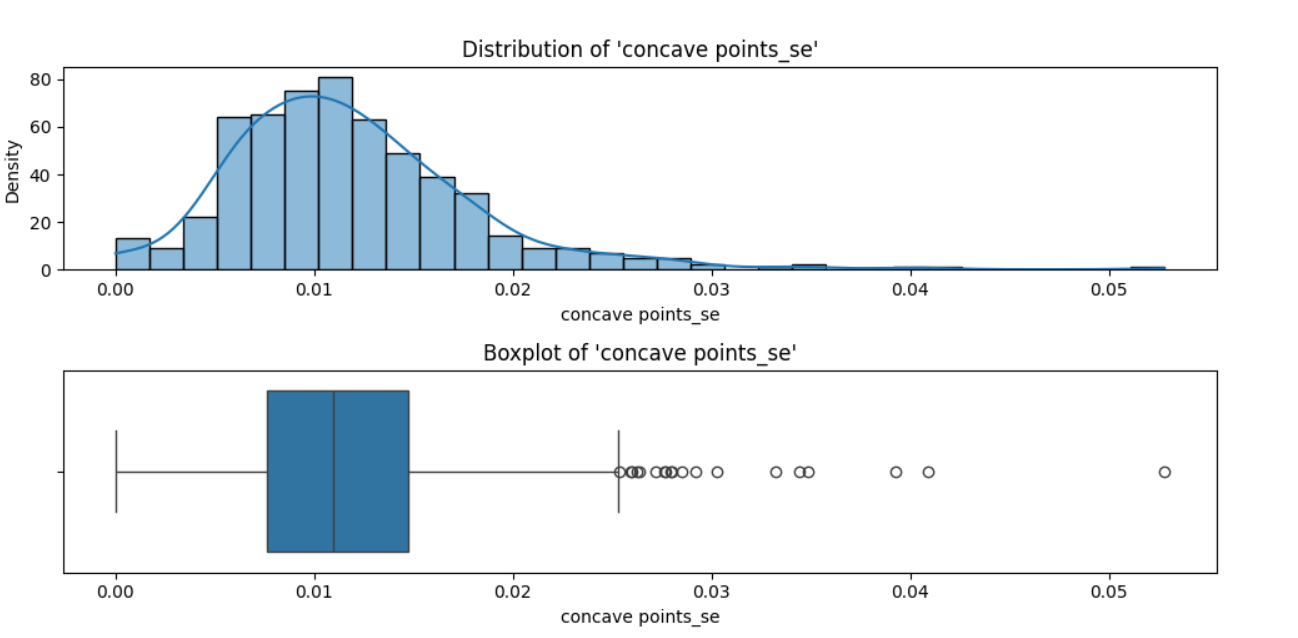 Distribution of 'concave points_se'
80
60
40
20
0
Density
0.00 0.01 0.02 0.03 0.04 0.05
concave points_se
Boxplot of 'concave points_se'
0.00 0.01 0.02 0.03 0.04 0.05
concave points_se